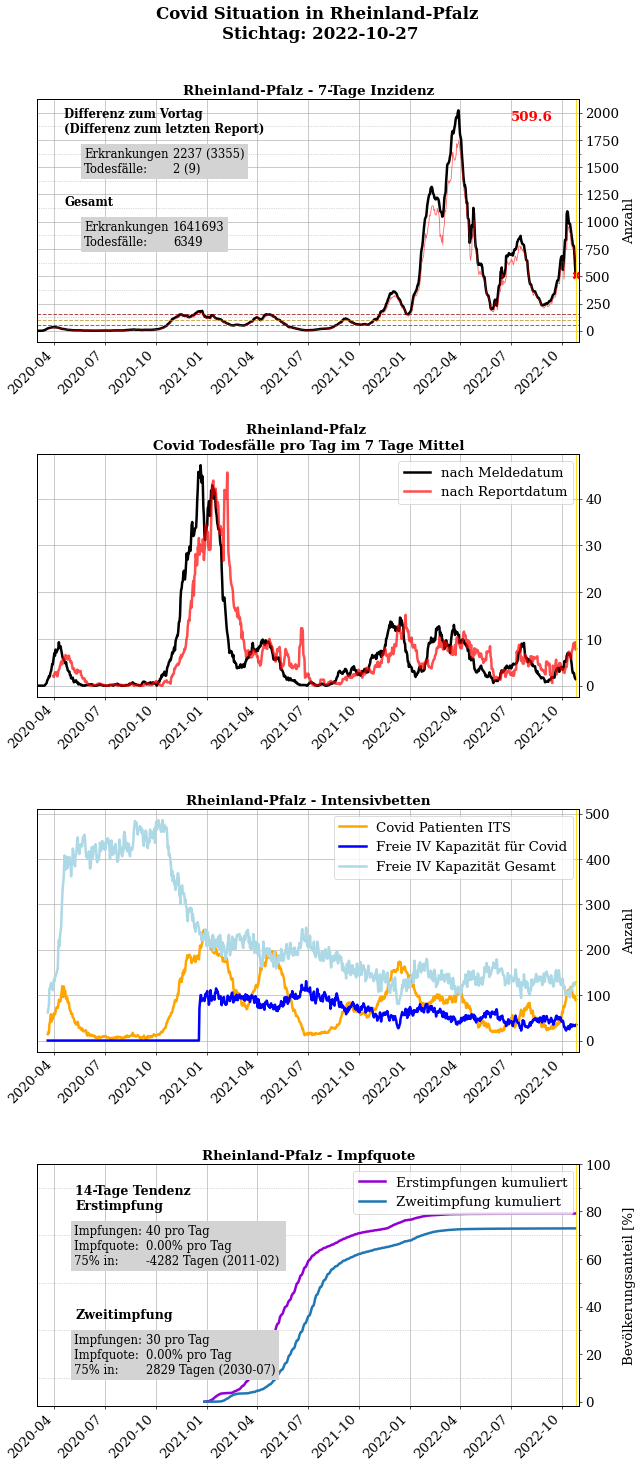 Covid Situation in Rheinland-Pfalz
Stichtag: 2022-10-27
Rheinland-Pfalz - 7-Tage Inzidenz
Differenz zum Vortag
(Differenz zum letzten Report)
Erkrankungen 2237 (3355)
Todesfälle: 2 (9)
Gesamt
Erkrankungen 1641693
Todesfälle: 6349
509.6
2000
1750
1500
1250
1000
750
500
250
0
Anzahl
2020-04
2020-07
2020-10
2021-01
2021-04
2021-07
2021-10
2022-01
2022-04
2022-07
2022-10
Rheinland-Pfalz
Covid Todesfälle pro Tag im 7 Tage Mittel
nach Meldedatum
nach Reportdatum
40
30
20
10
0
2020-04
2020-07
2020-10
2021-01
2021-04
2021-07
2021-10
2022-01
2022-04
2022-07
2022-10
Rheinland-Pfalz - Intensivbetten
Covid Patienten ITS
Freie IV Kapazität für Covid
Freie IV Kapazität Gesamt
500
400
300
200
100
0
Anzahl
2020-04
2020-07
2020-10
2021-01
2021-04
2021-07
2021-10
2022-01
2022-04
2022-07
2022-10
Rheinland-Pfalz - Impfquote
14-Tage Tendenz
Erstimpfung
Impfungen: 40 pro Tag
Impfquote: 0.00% pro Tag
75% in: -4282 Tagen (2011-02)
Zweitimpfung
Impfungen: 30 pro Tag
Impfquote: 0.00% pro Tag
75% in: 2829 Tagen (2030-07)
Erstimpfungen kumuliert
Zweitimpfung kumuliert
100
80
60
40
20
0
Bevölkerungsanteil [%]
2020-04
2020-07
2020-10
2021-01
2021-04
2021-07
2021-10
2022-01
2022-04
2022-07
2022-10